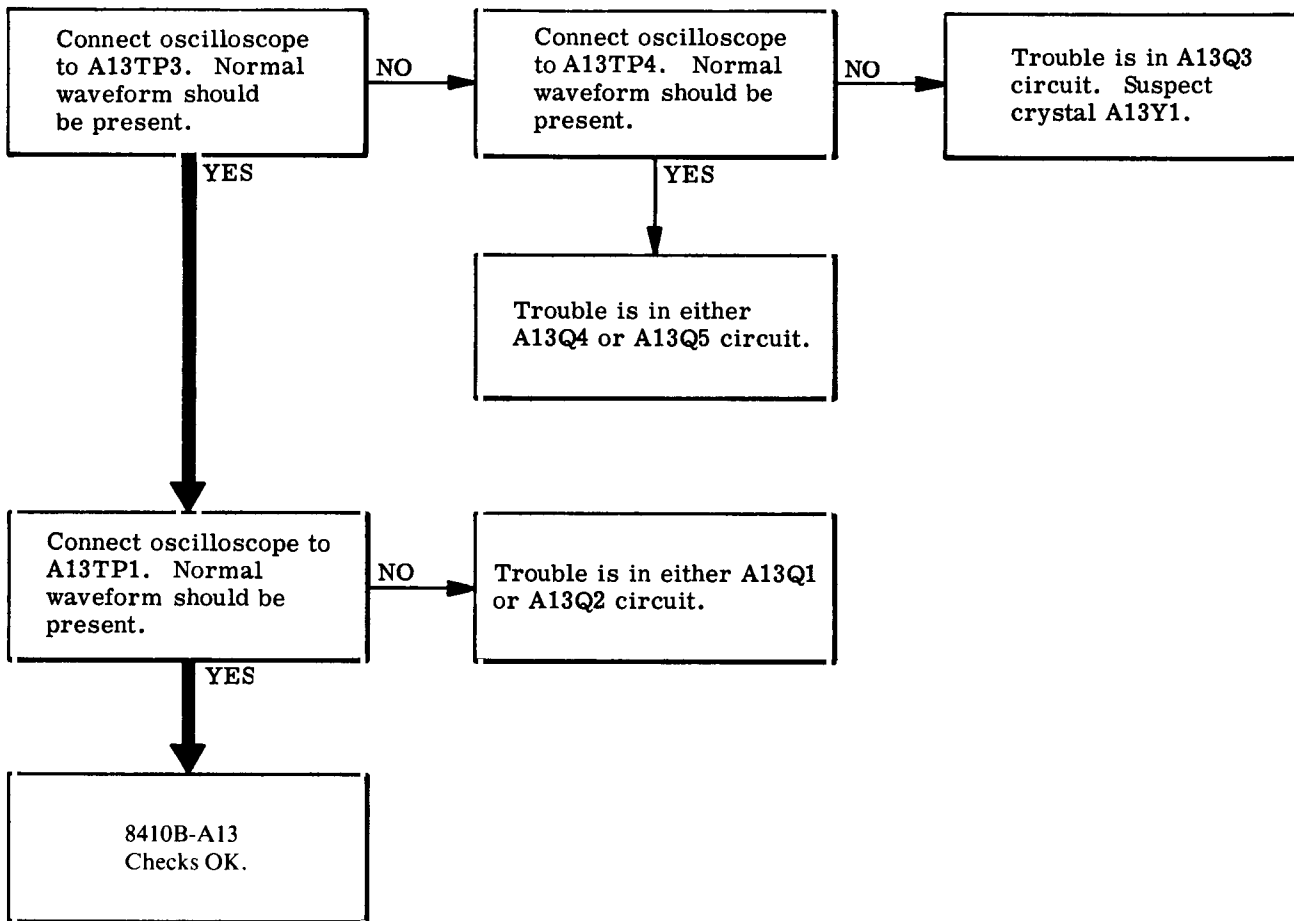 Connect oscilloscope
to A13TP3. Normal
waveform should
be present.
NO
Connect oscilloscope
to A13TP4. Normal
waveform should be
present.
NO
Trouble is in A13Q3
circuit. Suspect
crystal A13Y1.
YES
YES
Trouble is in either
A13Q4 or A13Q5 circuit.
Connect oscilloscope to
A13TP1. Normal
waveform should be
present.
NO
Trouble is in either A13Q1
or A13Q2 circuit.
YES
8410B-A13
Checks OK.